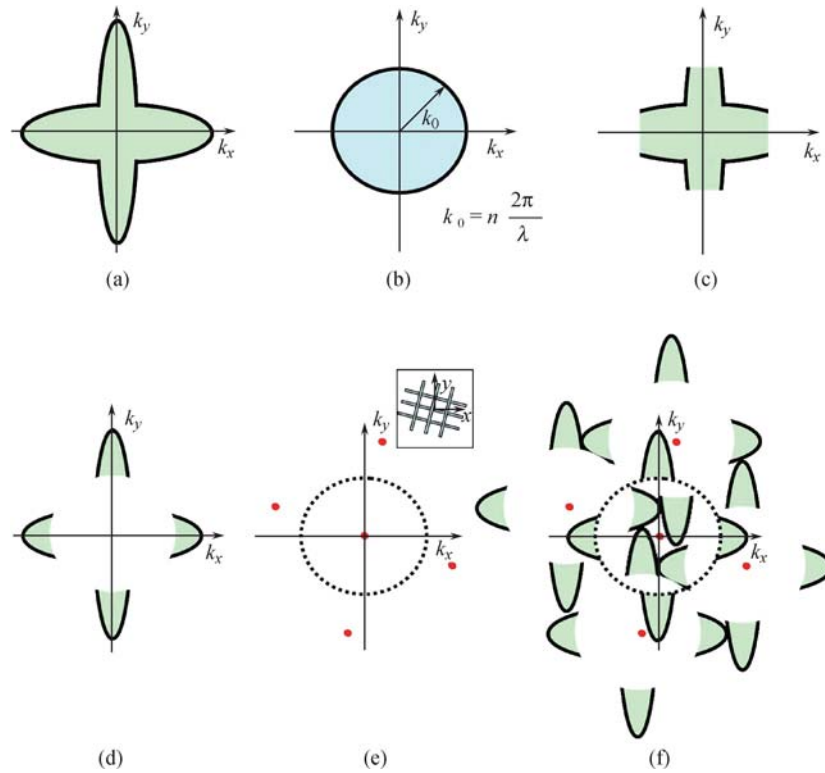 k_y
k_x
(a)
k_y
k_0
k_x
k_0 = n 2π/λ
(b)
k_y
k_x
(c)
k_y
k_x
(d)
y
x
k_y
k_x
(e)
k_y
k_x
(f)